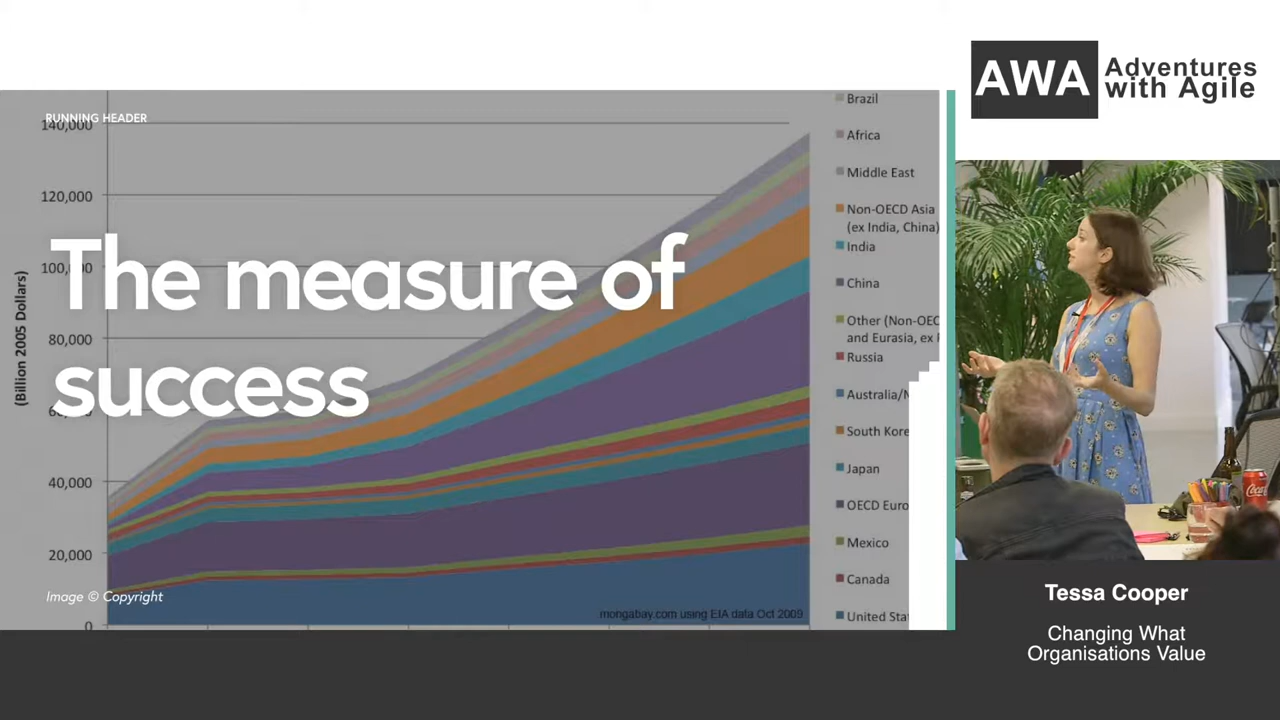 AWA Adventures
with Agile
RUNNING HEADER
140,000
120,000
100,000
80,000
40,000
20,000
0
(Billion 2005 Dollars)
The measure of
success
Brazil
Africa
Middle East
Non-OECD Asia
(ex India, China)
India
China
Other (Non-OEC
and Eurasia, ex
Russia
Australia/N
South Kore
Japan
OECD Euro
Mexico
Canada
United Stat
Image © Copyright
mongabay.com using EIA data Oct 2009
Tessa Cooper
Changing What
Organisations Value